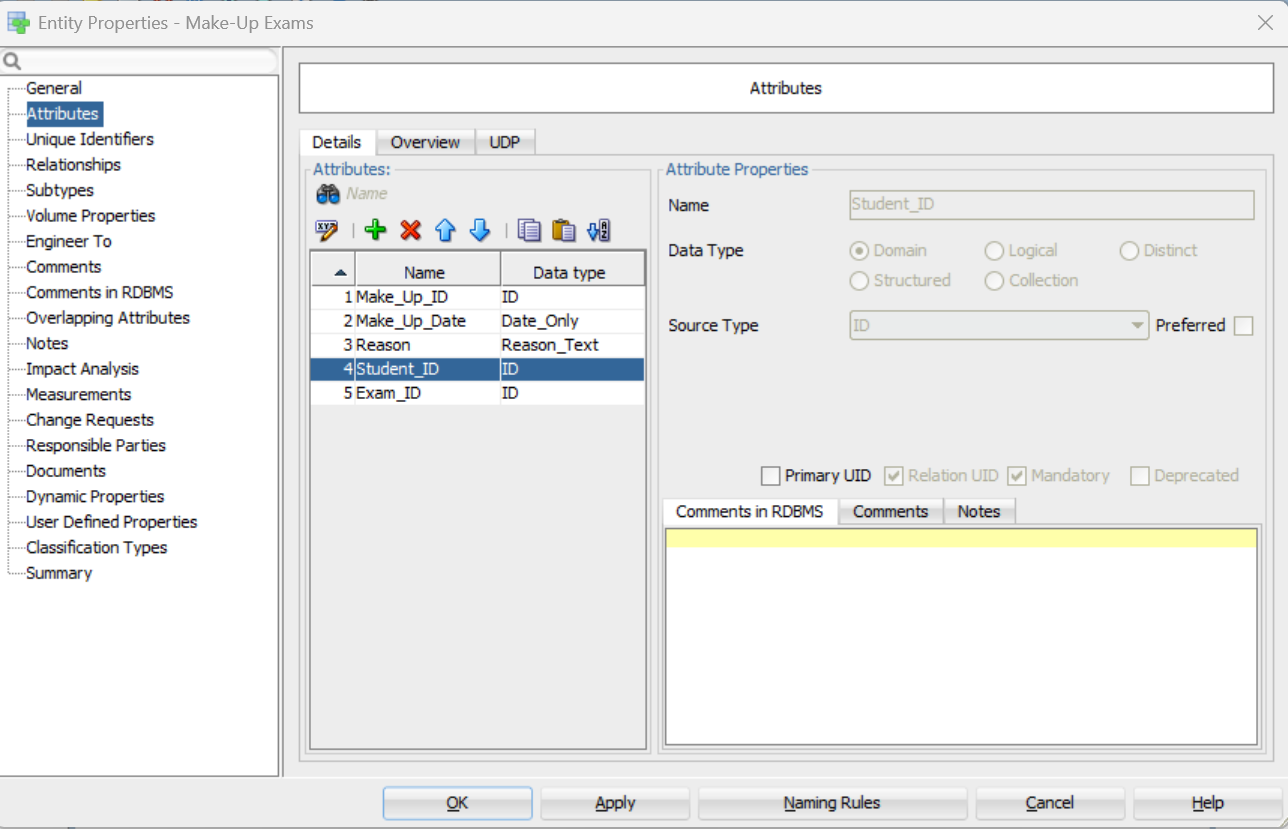 Entity Properties - Make-Up Exams
General
Attributes
Unique Identifiers
Relationships
Subtypes
Volume Properties
Engineer To
Comments
Comments in RDBMS
Overlapping Attributes
Notes
Impact Analysis
Measurements
Change Requests
Responsible Parties
Documents
Dynamic Properties
User Defined Properties
Classification Types
Summary
Attributes
Details Overview UDP
Attributes:
Name
Name Data type
1 Make_Up_ID ID
2 Make_Up_Date Date_Only
3 Reason Reason_Text
4 Student_ID ID
5 Exam_ID ID
Attribute Properties
Name Student_ID
Data Type Domain Logical Distinct
Structured Collection
Source Type ID Preferred
Primary UID Relation UID Mandatory Deprecated
Comments in RDBMS Comments Notes
OK Apply Naming Rules Cancel Help